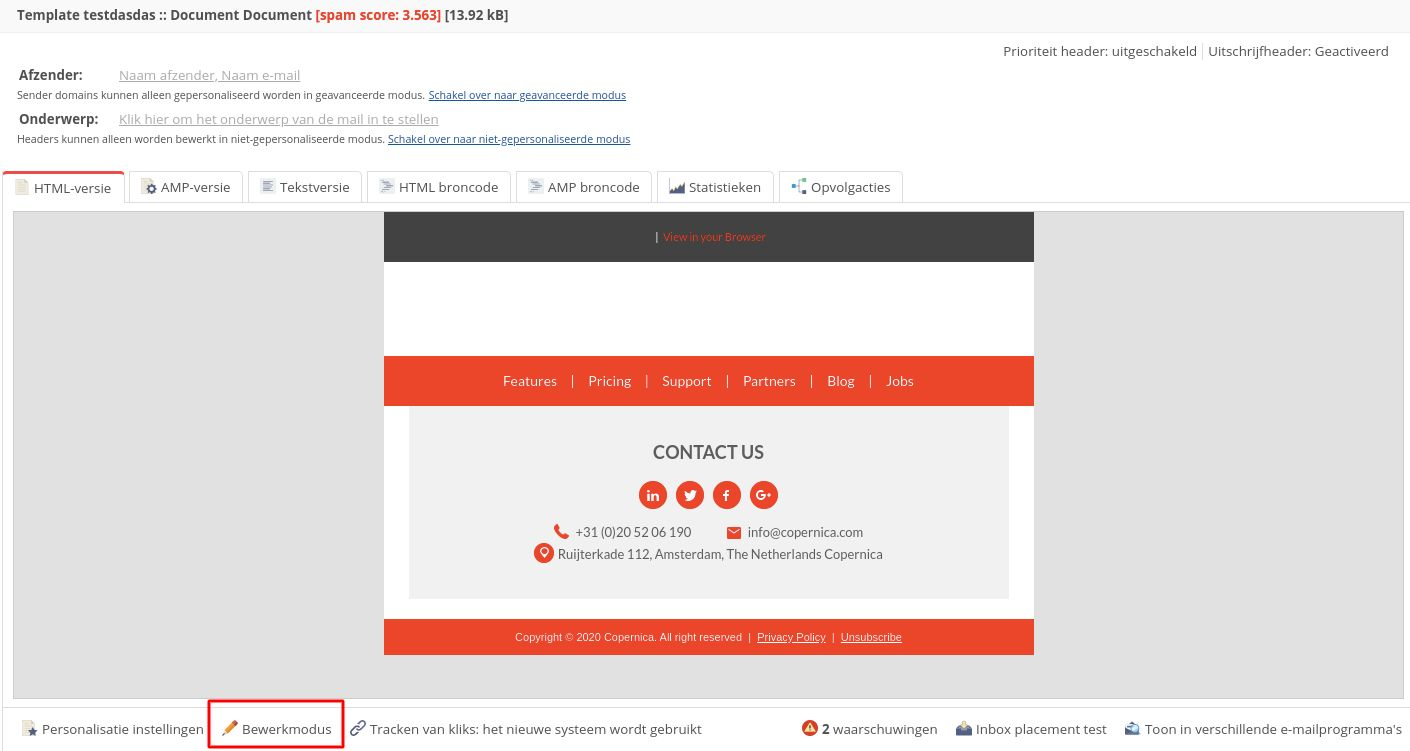 Template testdasdas :: Document Document [spam score: 3.563] [13.92 kB]
Prioriteit header: uitgeschakeld | Uitschrijfheader: Geactiveerd
Afzender: Naam afzender, Naam e-mail
Sender domains kunnen alleen gepersonaliseerd worden in geavanceerde modus. Schakel over naar geavanceerde modus
Onderwerp: Klik hier om het onderwerp van de mail in te stellen
Headers kunnen alleen worden bewerkt in niet-gepersonaliseerde modus. Schakel over naar niet-gepersonaliseerde modus
HTML-versie AMP-versie Tekstversie HTML broncode AMP broncode Statistieken Opvolgacties
| View in your Browser
Features | Pricing | Support | Partners | Blog | Jobs
CONTACT US
in f G+
+31 (0)20 52 06 190 info@copernica.com
Ruijterkade 112, Amsterdam, The Netherlands Copernica
Copyright © 2020 Copernica. All right reserved | Privacy Policy | Unsubscribe
Personalisatie instellingen Bewerkmodus Tracken van kliks: het nieuwe systeem wordt gebruikt 2 waarschuwingen Inbox placement test Toon in verschillende e-mailprogramma's